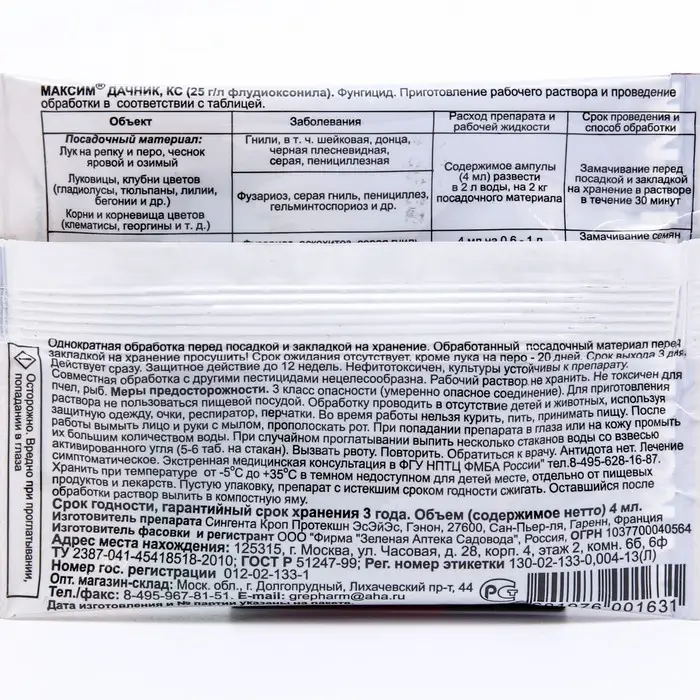 МАКСИМ® ДАЧНИК, КС (25 г/л флудиоксонила). Фунгицид. Приготовление рабочего раствора и проведение
обработки в соответствии с таблицей.
Объект
Заболевания
Расход препарата и
рабочей жидкости
Срок проведения и
способ обработки
Посадочный материал:
Лук на репку и перо, чеснок
яровой и озимый
Гнили, в т. ч. шейковая, донца,
черная плесневидная,
серая, пенициллезная
Содержимое ампулы
(4 мл) развести
в 2 л воды, на 2 кг
посадочного материала
Замачивание перед
посадкой и закладкой
на хранение в растворе
в течение 30 минут
Луковицы, клубни цветов
(гладиолусы, тюльпаны, лилии,
бегонии и др.)
Корни и корневища цветов
(клематисы, георгины и т. д.)
Фузариоз, серая гниль, пенициллез,
гельминтоспориоз и др.
Фузариоз, аскохитоз, серая гниль
4 мл на 0,6 - 1 л
Замачивание семян
Однократная обработка перед посадкой и закладкой на хранение. Обработанный посадочный материал перед
закладкой на хранение просушить! Срок ожидания отсутствует, кроме лука на перо - 20 дней. Срок выхода 3 дня.
Действует сразу. Защитное действие до 12 недель. Нефитотоксичен, культуры устойчивы к препарату.
Совместная обработка с другими пестицидами нецелесообразна. Рабочий раствор не хранить. Не токсичен для
пчел, рыб. Меры предосторожности. 3 класс опасности (умеренно опасное соединение). Для приготовления
раствора не пользоваться пищевой посудой. Обработку проводить в отсутствие детей и животных, используя
защитную одежду, очки, респиратор, перчатки. Во время работы нельзя курить, пить, принимать пищу. После
работы вымыть лицо и руки с мылом, прополоскать рот. При попадании препарата в глаза или на кожу промыть
их большим количеством воды. При случайном проглатывании выпить несколько стаканов воды со взвесью
активированного угля (5-6 таб. на стакан). Вызвать рвоту. Повторить. Обратиться к врачу. Антидота нет. Лечение
симптоматическое. Экстренная медицинская консультация в ФГУ НПТЦ ФМБА России" тел.8-495-628-16-87.
Хранить при температуре от -5°С до +35°С в темном недоступном для детей месте, отдельно от пищевых
продуктов и лекарств. Пустую упаковку, препарат с истекшим сроком годности сжигать. Оставшийся после
обработки раствор вылить в компостную яму.
Срок годности, гарантийный срок хранения 3 года. Объем (содержимое нетто) 4 мл.
Изготовитель препарата Сингента Кроп Протекшн ЭсЭйЭс, Гэнон, 27600, Сан-Пьер-ля, Гаренн, Франция
Изготовитель фасовки и регистрант ООО "Фирма "Зеленая Аптека Садовода", Россия, ОГРН 1037700040564
Адрес места нахождения: 125315, г. Москва, ул. Часовая, д. 28, корп. 4, этаж 2, комн. 6б, 6ф
ТУ 2387-041-45418518-2010; ГОСТ Р 51247-99; Рег. номер этикетки 130-02-133-0,004-13(Л)
Номер гос. регистрации 012-02-133-1
Опт. магазин-склад: Моск. обл., г. Долгопрудный, Лихачевский пр-т, 44
Тел./факс: 8-495-967-81-51. E-mail: grepharm@aha.ru
Дата изготовления и № партии указаны на пакете.
Осторожно. Вредно при проглатывании,
попадании в глаза
РСТ
001631